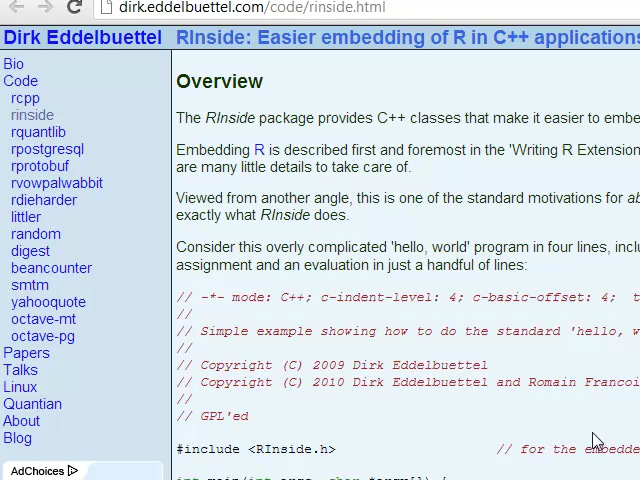 dirk.eddelbuettel.com/code/rinside.html
Dirk Eddelbuettel
RInside: Easier embedding of R in C++ applications
Bio
Code
rcpp
rinside
rquantlib
rpostgresql
rprotobuf
rvowpalwabbit
rdieharder
littler
random
digest
beancounter
smtm
yahooquote
octave-mt
octave-pg
Papers
Talks
Linux
Quantian
About
Blog
AdChoices
Overview
The RInside package provides C++ classes that make it easier to embe
Embedding R is described first and foremost in the 'Writing R Extension
are many little details to take care of.
Viewed from another angle, this is one of the standard motivations for ab
exactly what RInside does.
Consider this overly complicated 'hello, world' program in four lines, inclu
assignment and an evaluation in just a handful of lines:
// -*- mode: C++; c-indent-level: 4; c-basic-offset: 4; t
//
// Simple example showing how to do the standard 'hello, w
//
// Copyright (C) 2009 Dirk Eddelbuettel
// Copyright (C) 2010 Dirk Eddelbuettel and Romain Francoi
//
// GPL'ed
#include <RInside.h> // for the embedde
int main(int argc, char *argv[]) {